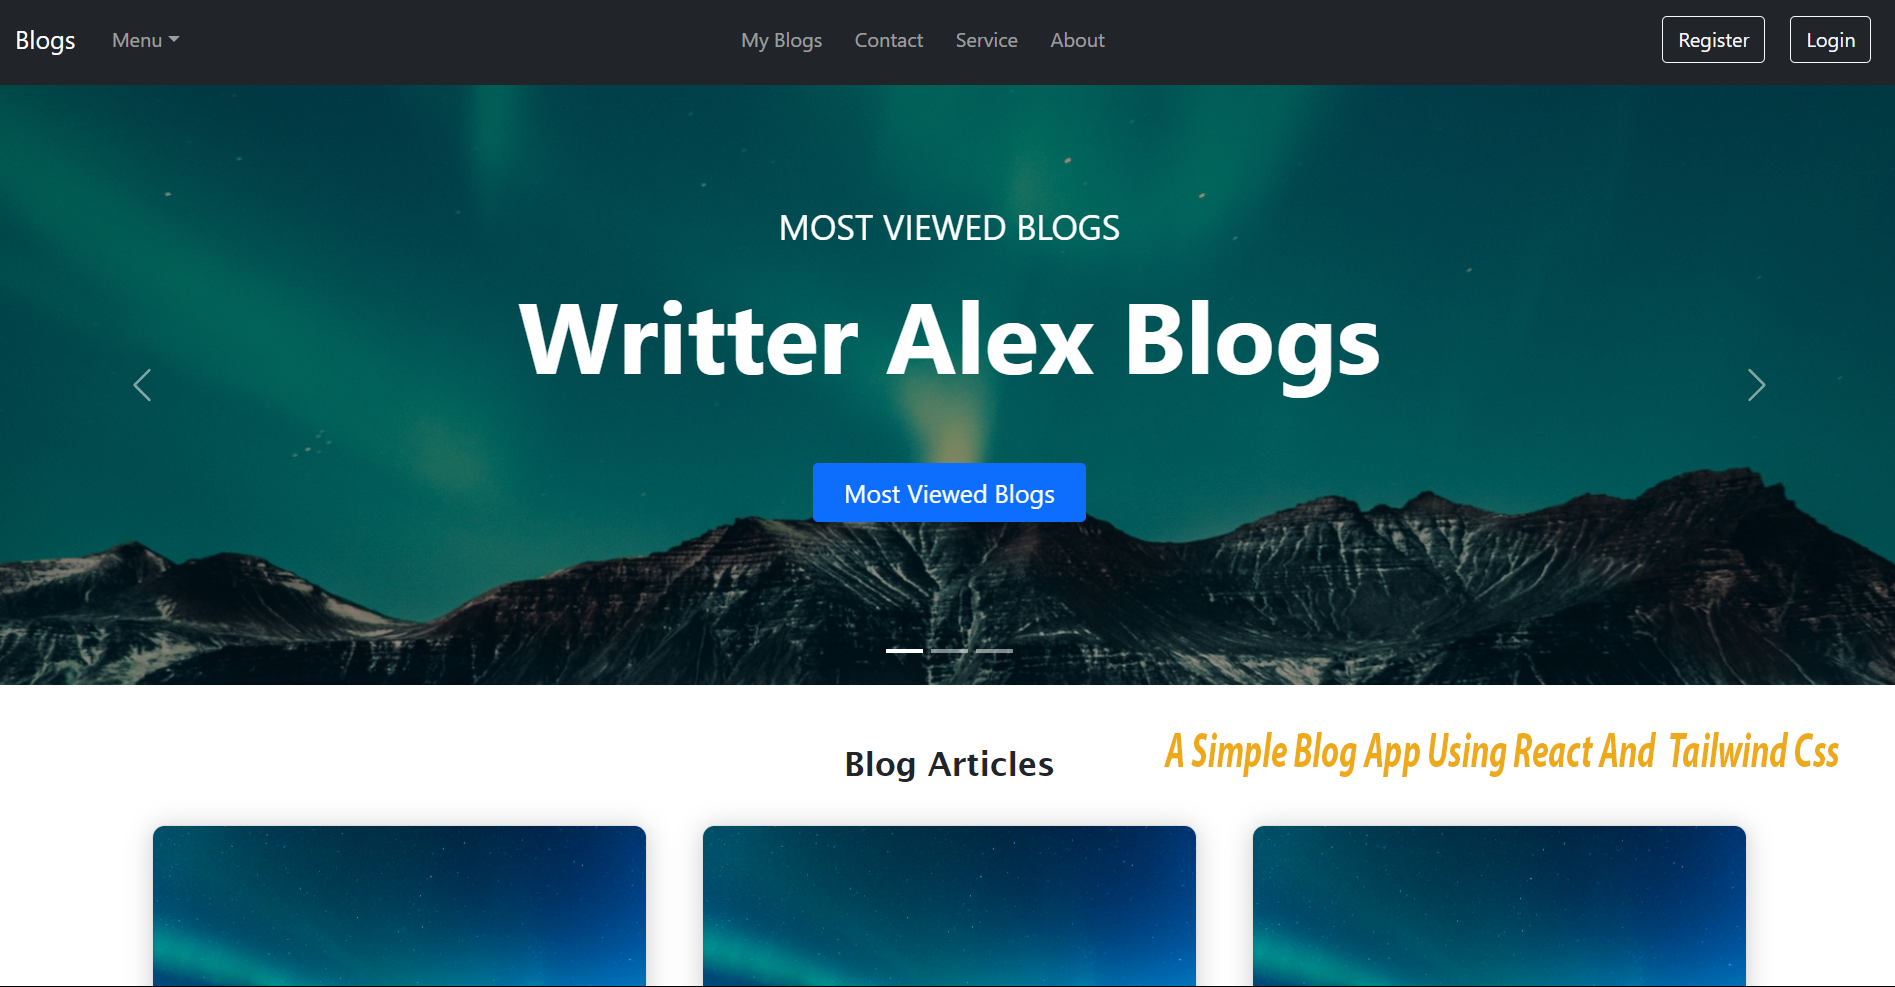 Blogs Menu My Blogs Contact Service About Register Login
MOST VIEWED BLOGS
Writter Alex Blogs
Most Viewed Blogs
Blog Articles
A Simple Blog App Using React And Tailwind Css